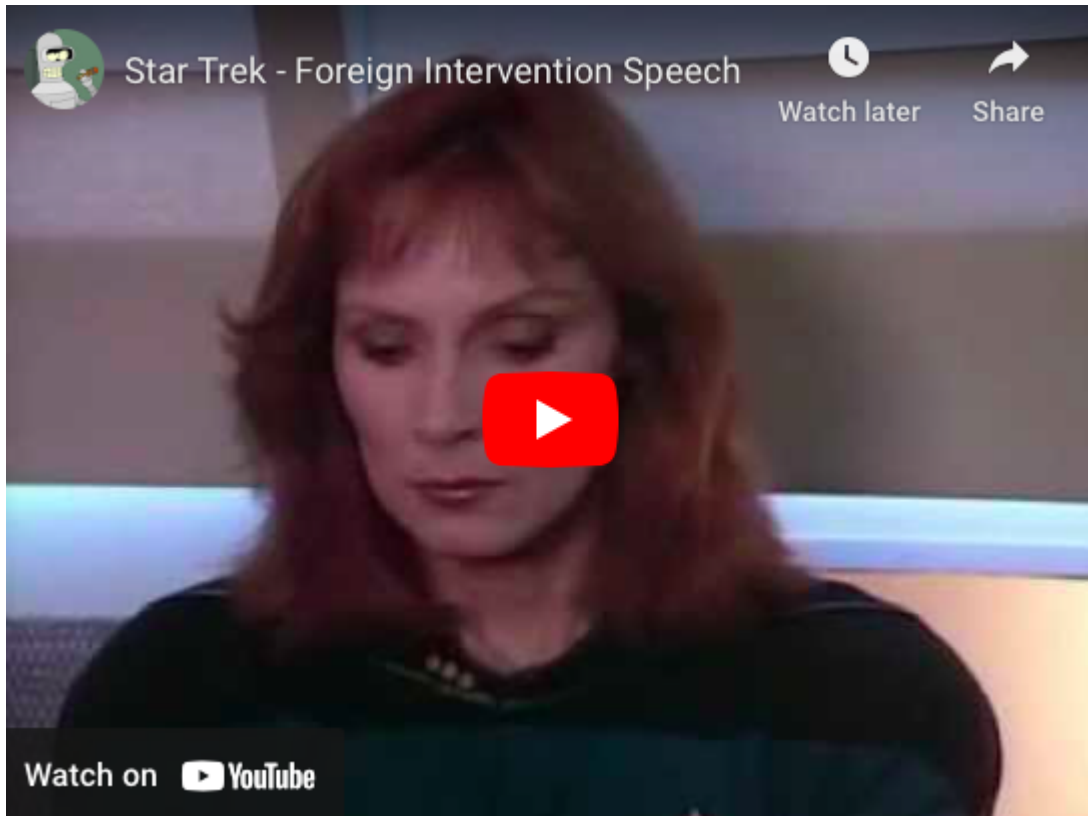 Star Trek - Foreign Intervention Speech
Watch later
Share
Watch on YouTube